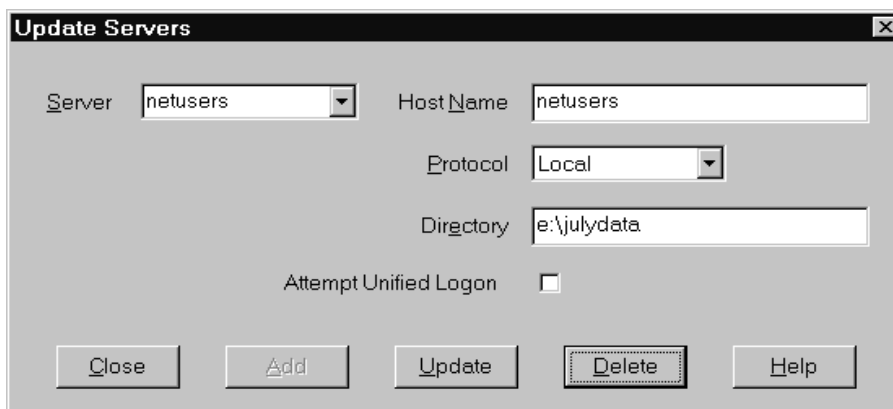 Update Servers
Server netusers Host Name netusers
Protocol Local
Directory e:\julydata
Attempt Unified Logon
Close Add Update Delete Help